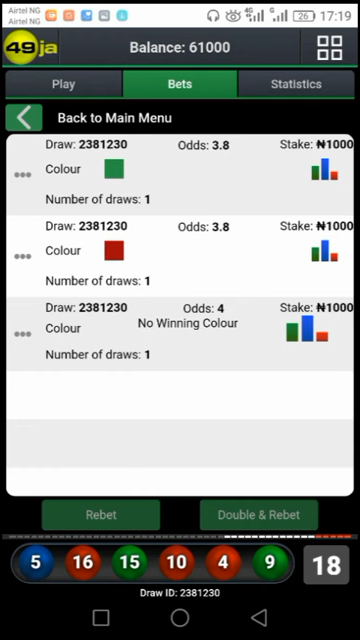 Airtel NG
Airtel NG
4G G 26 17:19
49ja
Balance: 61000
Play Bets Statistics
Back to Main Menu
Draw: 2381230 Odds: 3.8 Stake: ₦1000
Colour
Number of draws: 1
Draw: 2381230 Odds: 3.8 Stake: ₦1000
Colour
Number of draws: 1
Draw: 2381230 Odds: 4 Stake: ₦1000
Colour No Winning Colour
Number of draws: 1
Rebet Double & Rebet
5 16 15 10 4 9 18
Draw ID: 2381230